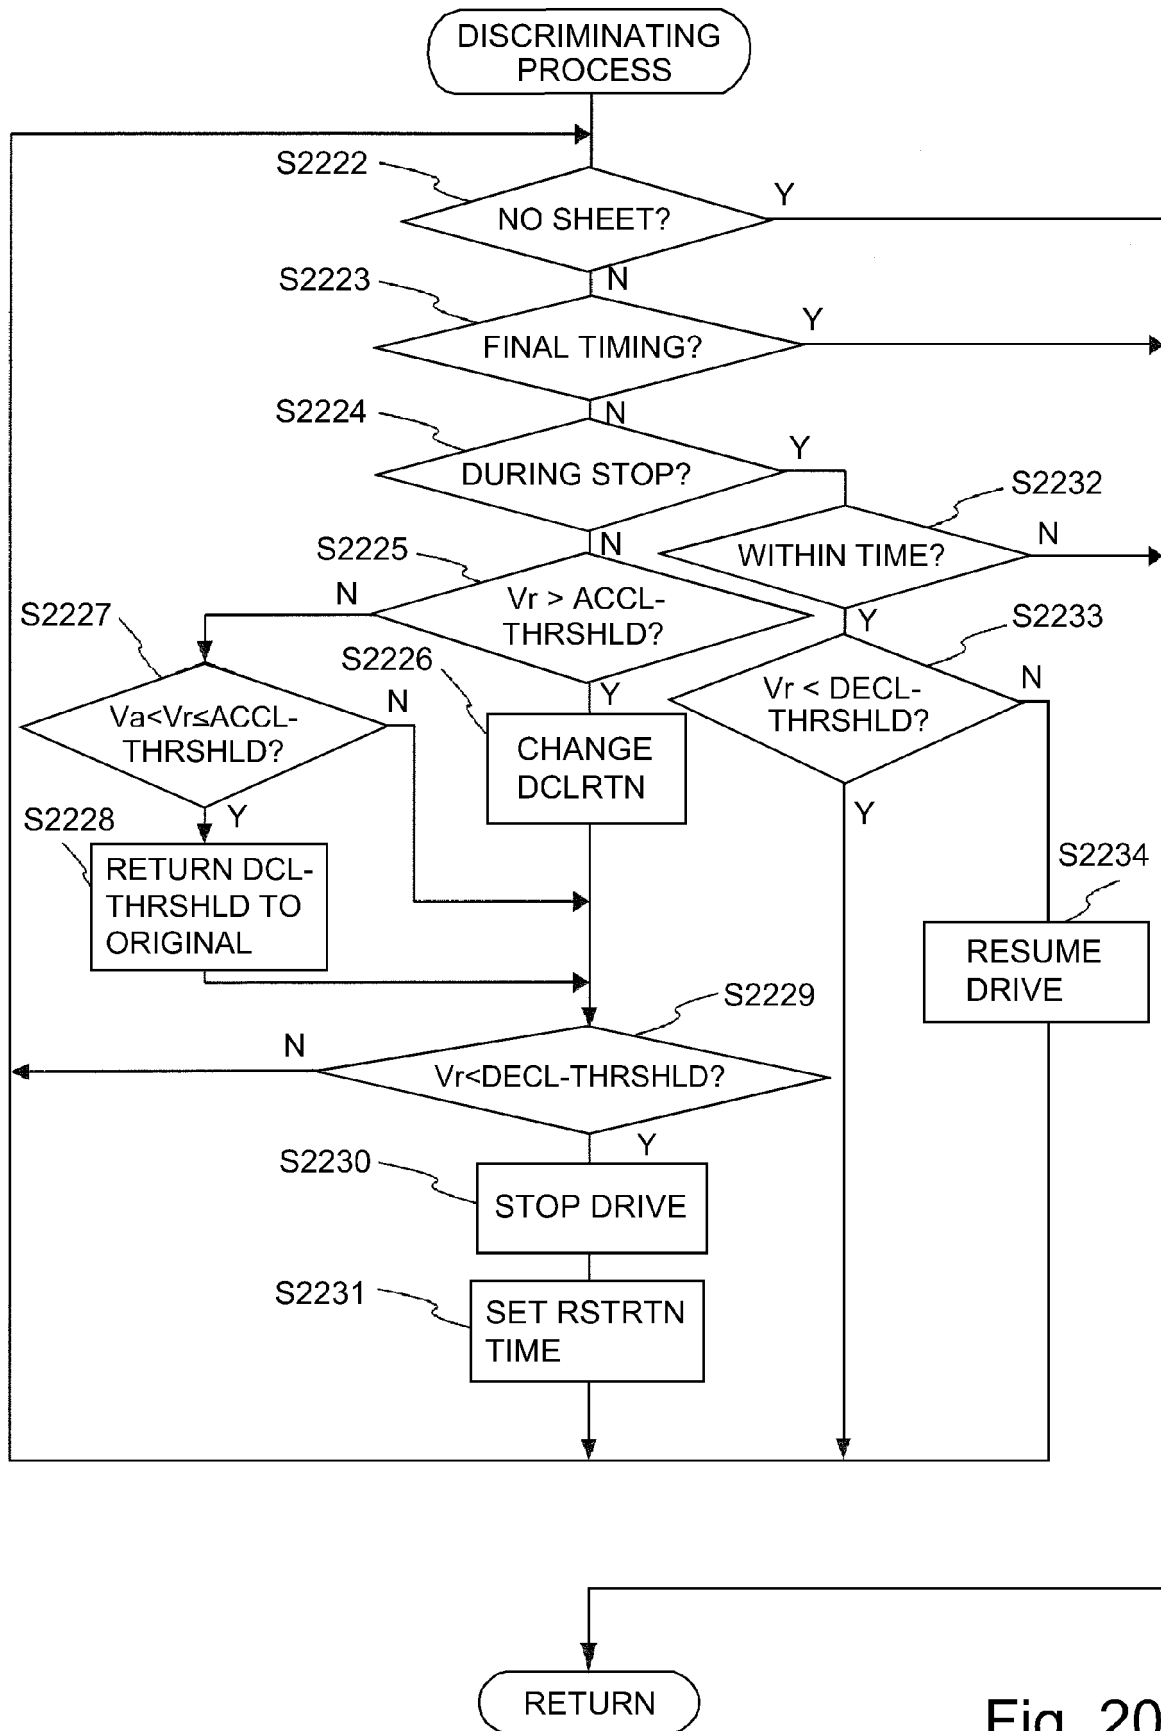 DISCRIMINATING
PROCESS
S2222
NO SHEET?
Y
N
S2223
FINAL TIMING?
Y
N
S2224
DURING STOP?
Y
N
S2232
WITHIN TIME?
N
Y
S2225
Vr > ACCL-
THRSHLD?
N
Y
S2233
Vr < DECL-
THRSHLD?
N
Y
S2227
Va<Vr≤ACCL-
THRSHLD?
N
Y
S2226
CHANGE
DCLRTN
S2228
RETURN DCL-
THRSHLD TO
ORIGINAL
S2234
RESUME
DRIVE
S2229
Vr<DECL-THRSHLD?
N
Y
S2230
STOP DRIVE
S2231
SET RSTRTN
TIME
RETURN
Fig. 20